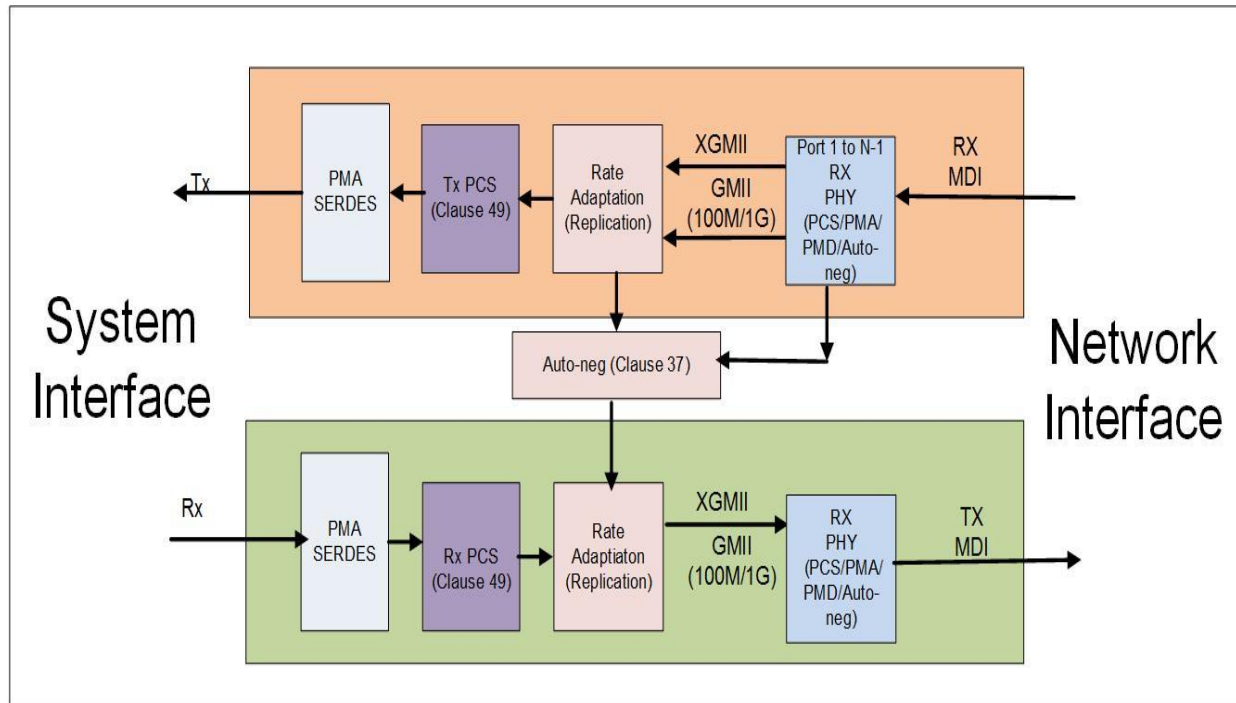 PMA
SERDES
Tx PCS
(Clause 49)
Rate
Adaptation
(Replication)
XGMII
GMII
(100M/1G)
Port 1 to N-1
RX
PHY
(PCS/PMA/
PMD/Auto-
neg)
RX
MDI
Tx
System
Interface
Auto-neg (Clause 37)
Network
Interface
Rx
PMA
SERDES
Rx PCS
(Clause 49)
Rate
Adaptiaton
(Replication)
XGMII
GMII
(100M/1G)
RX
PHY
(PCS/PMA/
PMD/Auto-
neg)
TX
MDI